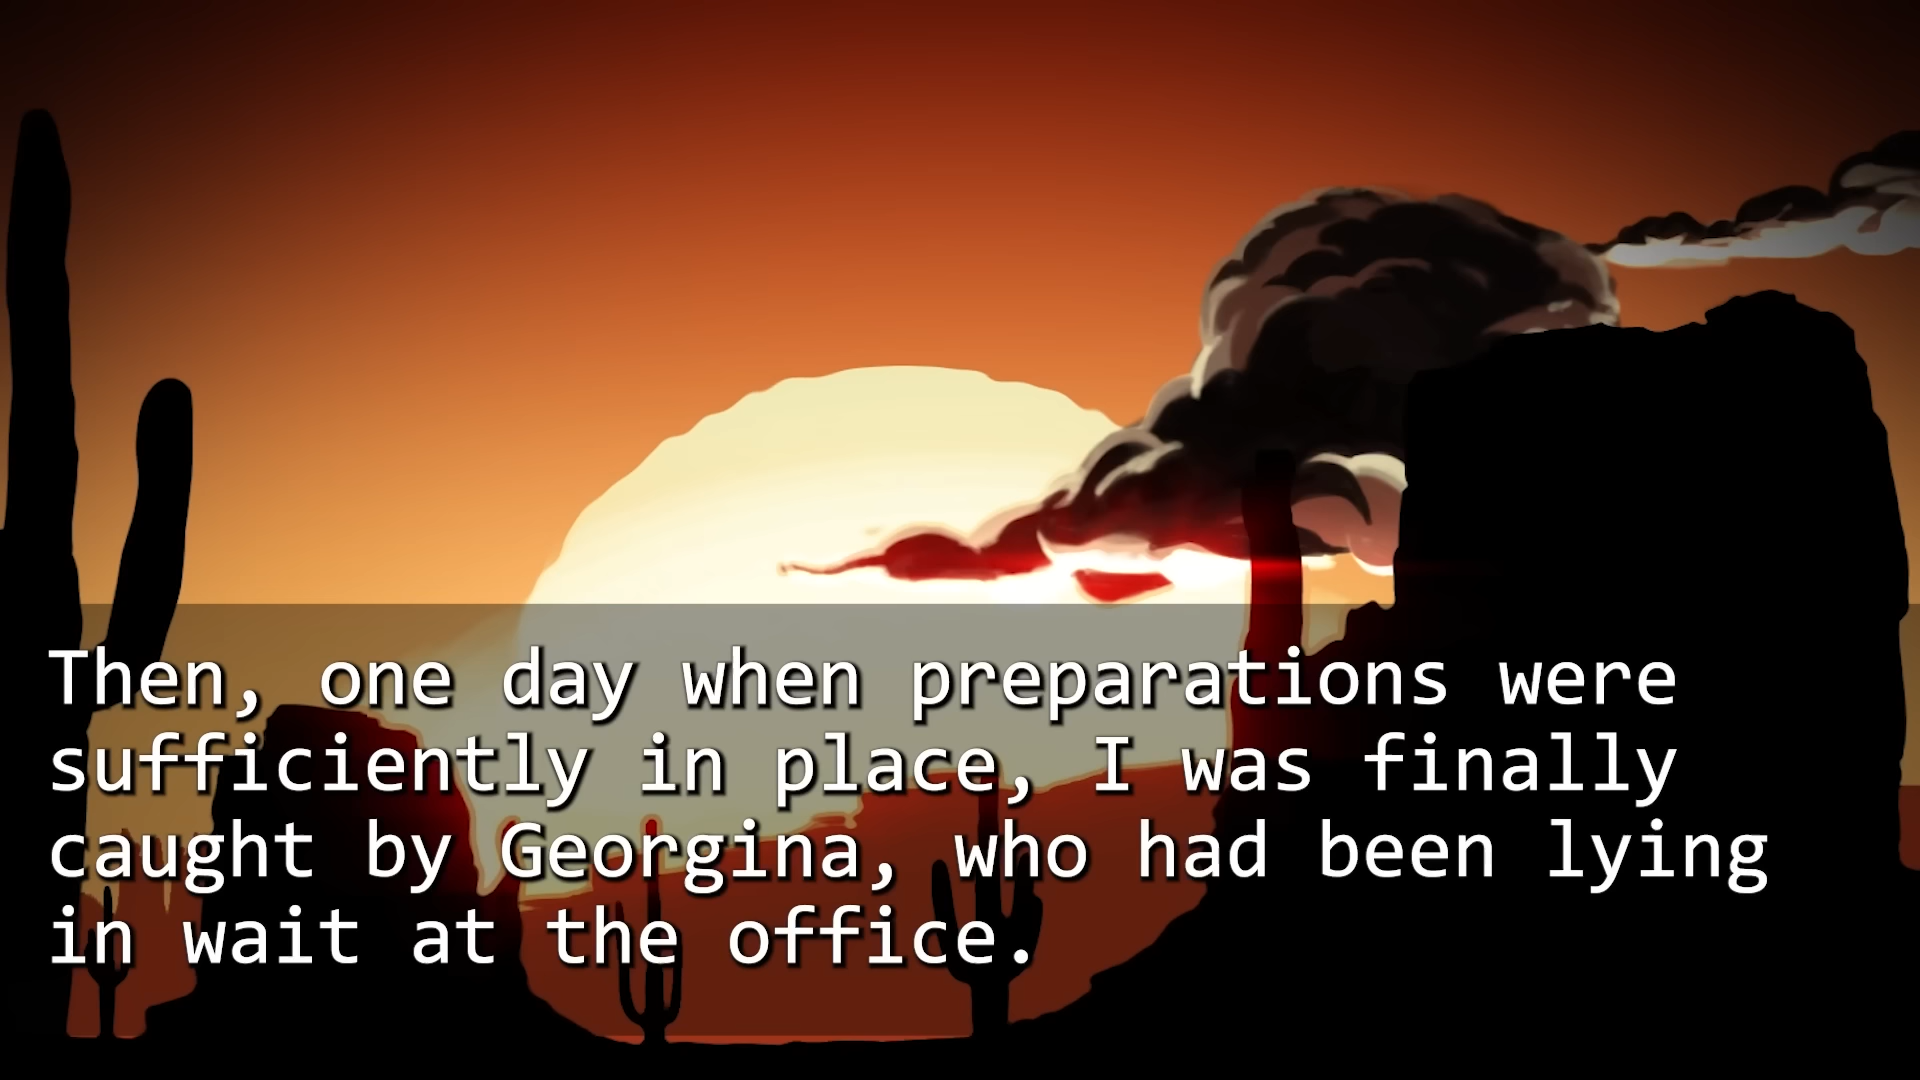 Then, one day when preparations were
sufficiently in place, I was finally
caught by Georgina, who had been lying
in wait at the office.